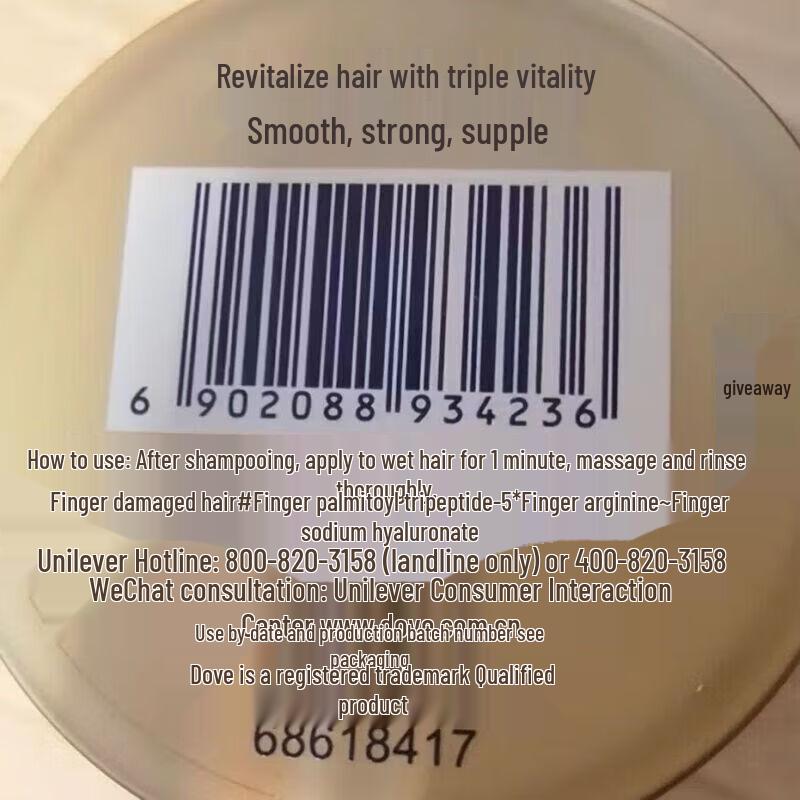 Revitalize hair with triple vitality
Smooth, strong, supple
6 902088 934236
giveaway
How to use: After shampooing, apply to wet hair for 1 minute, massage and rinse
thoroughly.
Finger damaged hair#Finger palmitoyl tripeptide-5*Finger arginine~Finger
sodium hyaluronate
Unilever Hotline: 800-820-3158 (landline only) or 400-820-3158
WeChat consultation: Unilever Consumer Interaction
Center www.dove.com.cn
Use by date and production batch number see
packaging
Dove is a registered trademark Qualified
product
68618417